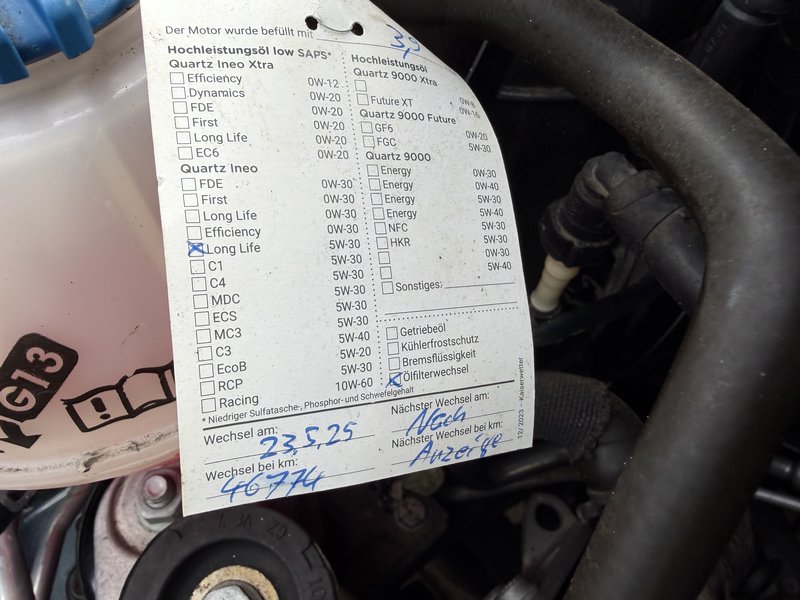 Der Motor wurde befüllt mit 3,9
Hochleistungsöl low SAPS*
Quartz Ineo Xtra
Efficiency 0W-12
Dynamics 0W-20
FDE 0W-20
First 0W-20
Long Life 0W-20
EC6 0W-20
Quartz Ineo
FDE 0W-30
First 0W-30
Long Life 0W-30
Efficiency 0W-30
Long Life 5W-30
C1 5W-30
C4 5W-30
MDC 5W-30
ECS 5W-30
MC3 5W-30
C3 5W-40
EcoB 5W-20
RCP 5W-30
Racing 10W-60
Hochleistungsöl
Quartz 9000 Xtra
0W-8
Future XT 0W-16
Quartz 9000 Future
GF6 0W-20
FGC 5W-30
Quartz 9000
Energy 0W-30
Energy 0W-40
Energy 5W-30
Energy 5W-40
NFC 5W-30
HKR 5W-30
0W-30
5W-40
Sonstiges:
Getriebeöl
Kühlerfrostschutz
Bremsflüssigkeit
Ölfilterwechsel
* Niedriger Sulfatasche-, Phosphor- und Schwefelgehalt
Wechsel am: 23.5.25
Wechsel bei km: 46774
Nächster Wechsel am: Nach
Nächster Wechsel bei km: Anzeige
12/2023 – Kaiserwetter
G13